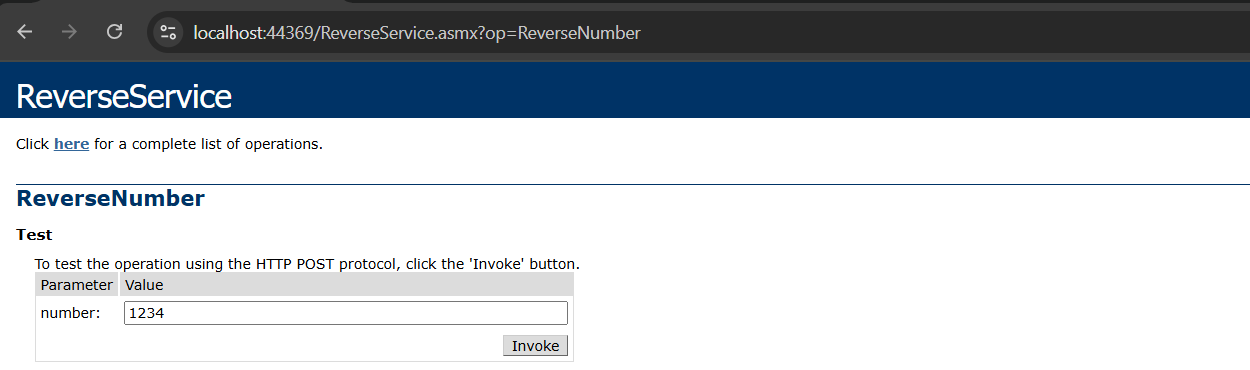 localhost:44369/ReverseService.asmx?op=ReverseNumber
ReverseService
Click here for a complete list of operations.
ReverseNumber
Test
To test the operation using the HTTP POST protocol, click the 'Invoke' button.
Parameter Value
number: 1234
Invoke